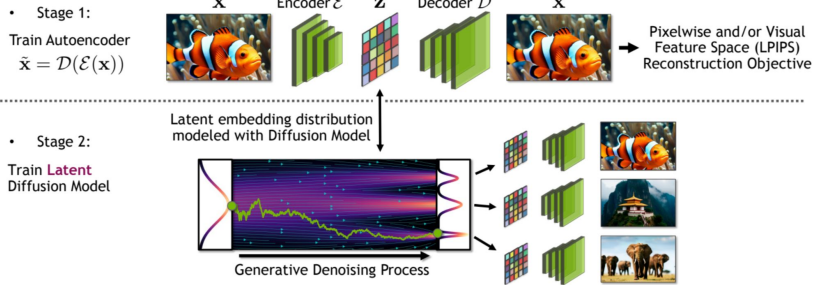 • Stage 1:
Train Autoencoder
x̃ = 𝒟(ℰ(x))
x
Encoder ℰ
z
Decoder 𝒟
x
Pixelwise and/or Visual
Feature Space (LPIPS)
Reconstruction Objective
Latent embedding distribution
modeled with Diffusion Model
• Stage 2:
Train Latent
Diffusion Model
Generative Denoising Process